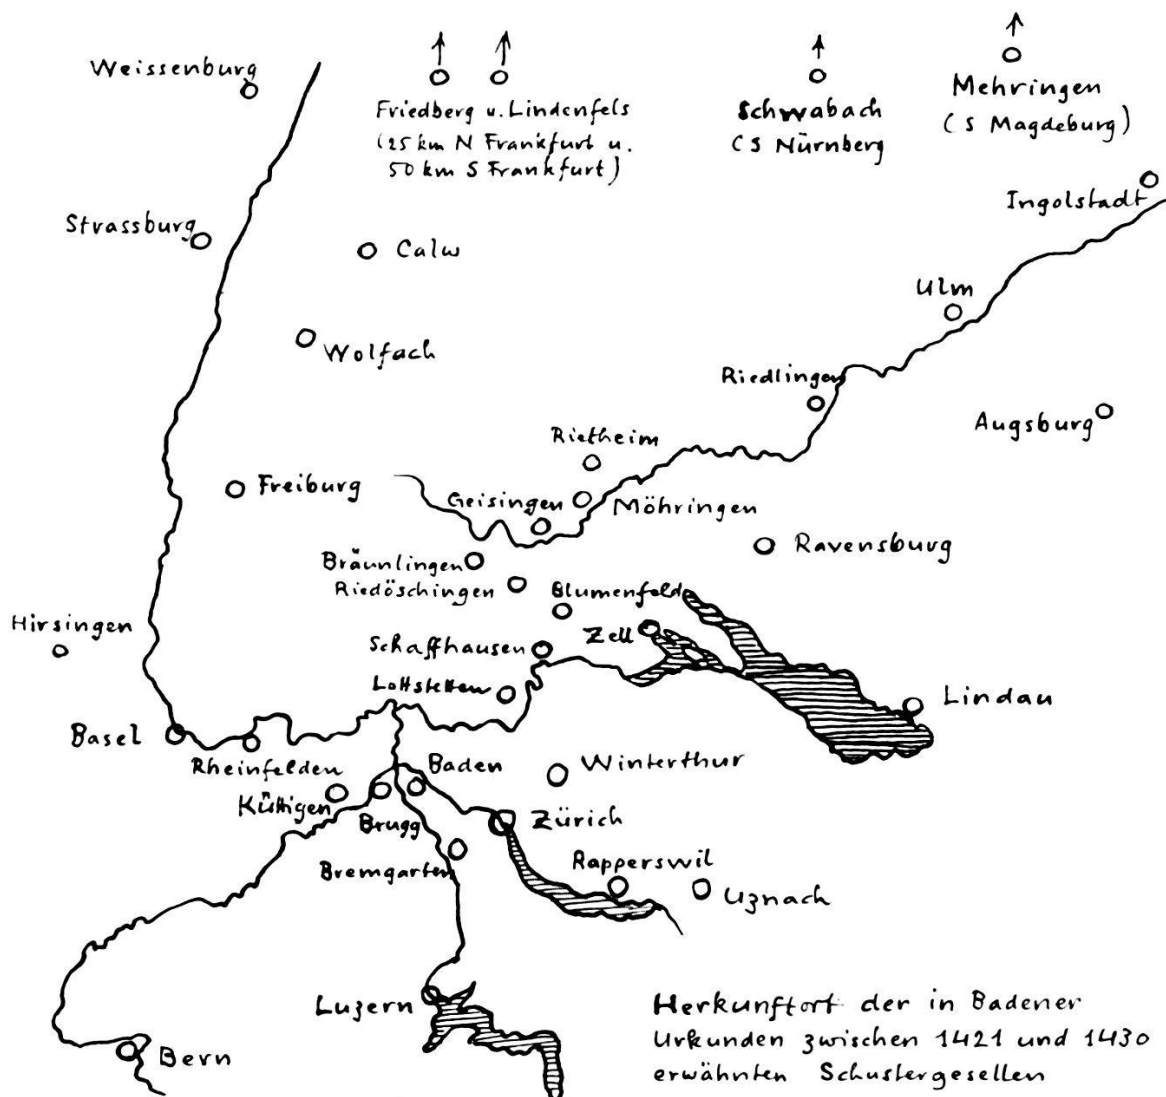 Weissenburg
Friedberg u. Lindenfels
(25 km N Frankfurt u.
50 km S Frankfurt)
Schwabach
(S Nürnberg
Mehringen
(S Magdeburg)
Ingolstadt
Strassburg
Calw
Ulm
Wolfach
Riedlingen
Augsburg
Rietheim
Freiburg
Geisingen
Möhringen
Ravensburg
Bräunlingen
Riedöschingen
Blumenfeld
Hirsingen
Zell
Schaffhausen
Lottstetten
Lindau
Basel
Rheinfelden
Baden
Winterthur
Küttigen
Brugg
Zürich
Bremgarten
Rapperswil
Uznach
Luzern
Bern
Herkunftort der in Badener
Urkunden zwischen 1421 und 1430
erwähnten Schustergesellen